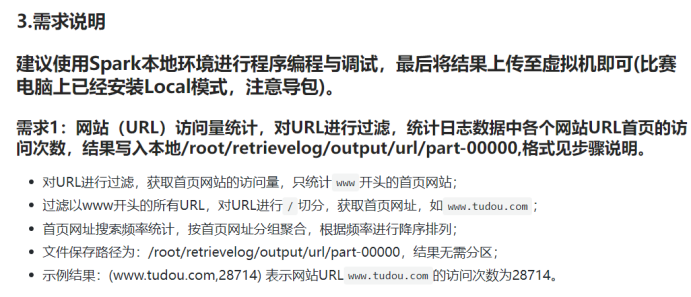 3.需求说明
建议使用Spark本地环境进行程序编程与调试，最后将结果上传至虚拟机即可(比赛
电脑上已经安装Local模式，注意导包)。
需求1：网站（URL）访问量统计，对URL进行过滤，统计日志数据中各个网站URL首页的访
问次数，结果写入本地/root/retrievelog/output/url/part-00000,格式见步骤说明。
• 对URL进行过滤，获取首页网站的访问量，只统计 www 开头的首页网站；
• 过滤以www开头的所有URL，对URL进行 / 切分，获取首页网址，如 www.tudou.com ；
• 首页网址搜索频率统计，按首页网址分组聚合，根据频率进行降序排列；
• 文件保存路径为：/root/retrievelog/output/url/part-00000，结果无需分区；
• 示例结果：(www.tudou.com,28714) 表示网站URL www.tudou.com 的访问次数为28714。